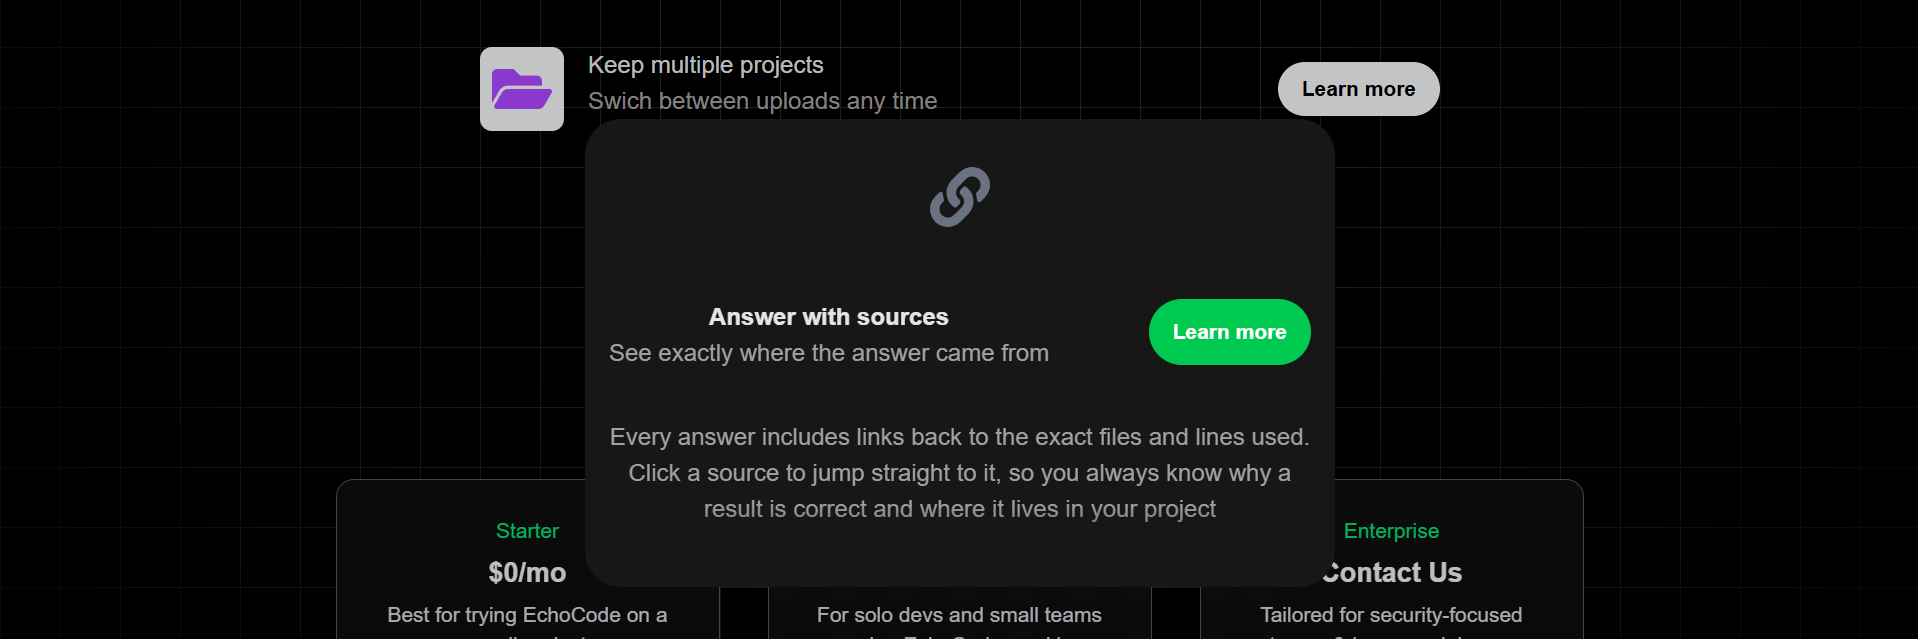 Keep multiple projects
Swich between uploads any time
Learn more
Answer with sources
See exactly where the answer came from
Learn more
Every answer includes links back to the exact files and lines used.
Click a source to jump straight to it, so you always know why a
result is correct and where it lives in your project
Starter
$0/mo
Best for trying EchoCode on a
For solo devs and small teams
Enterprise
Contact Us
Tailored for security-focused